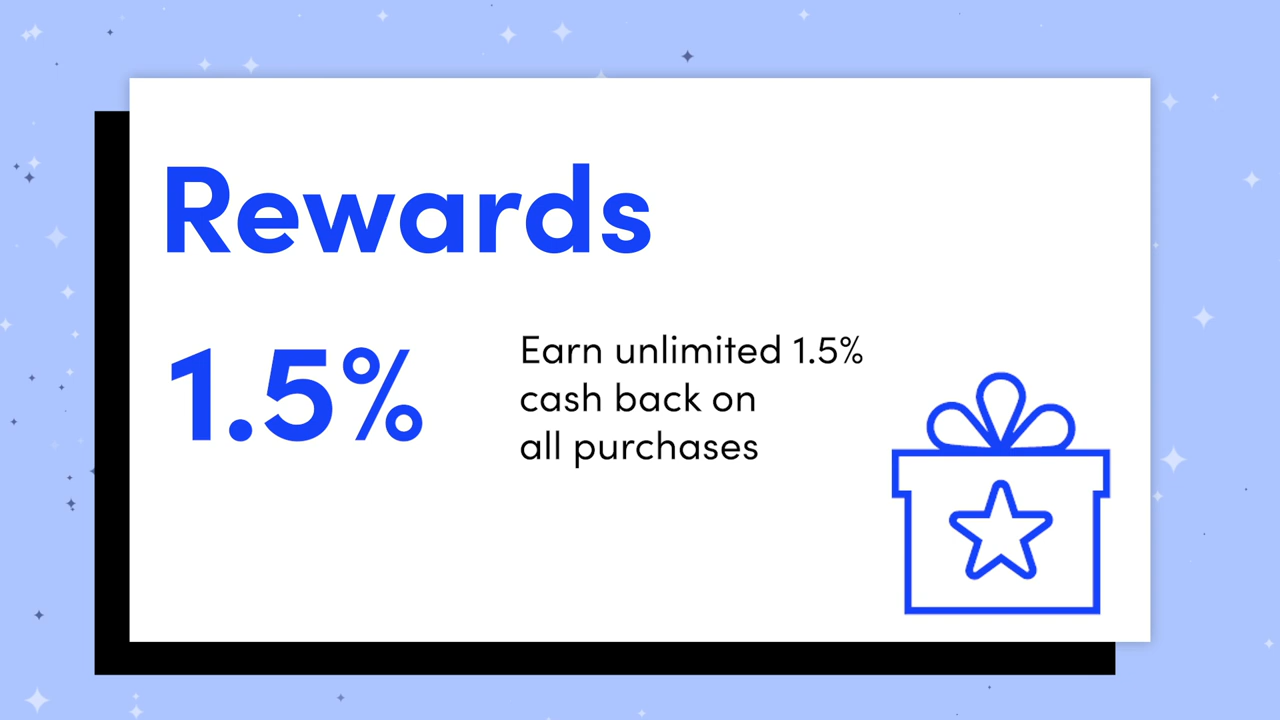 Rewards
1.5%
Earn unlimited 1.5%
cash back on
all purchases